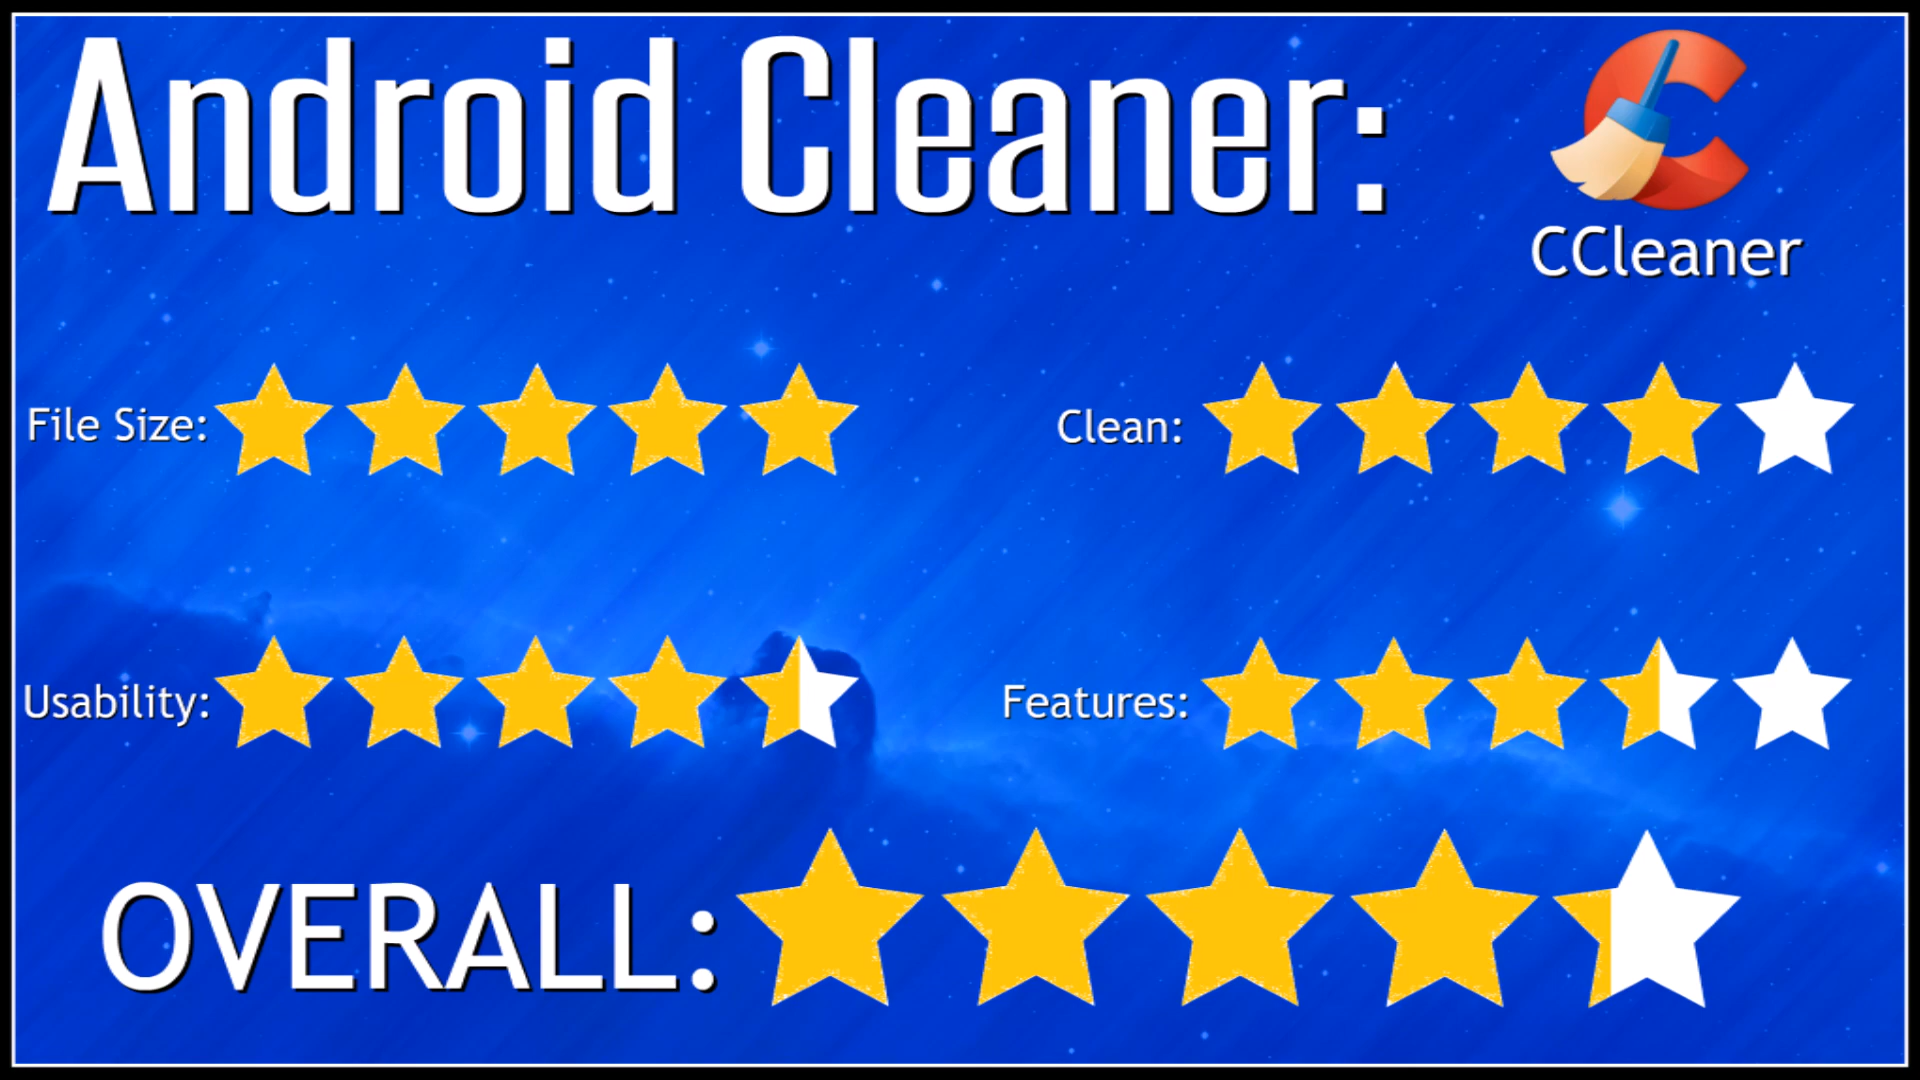 Android Cleaner:
CCleaner
File Size:
Clean:
Usability:
Features:
OVERALL: